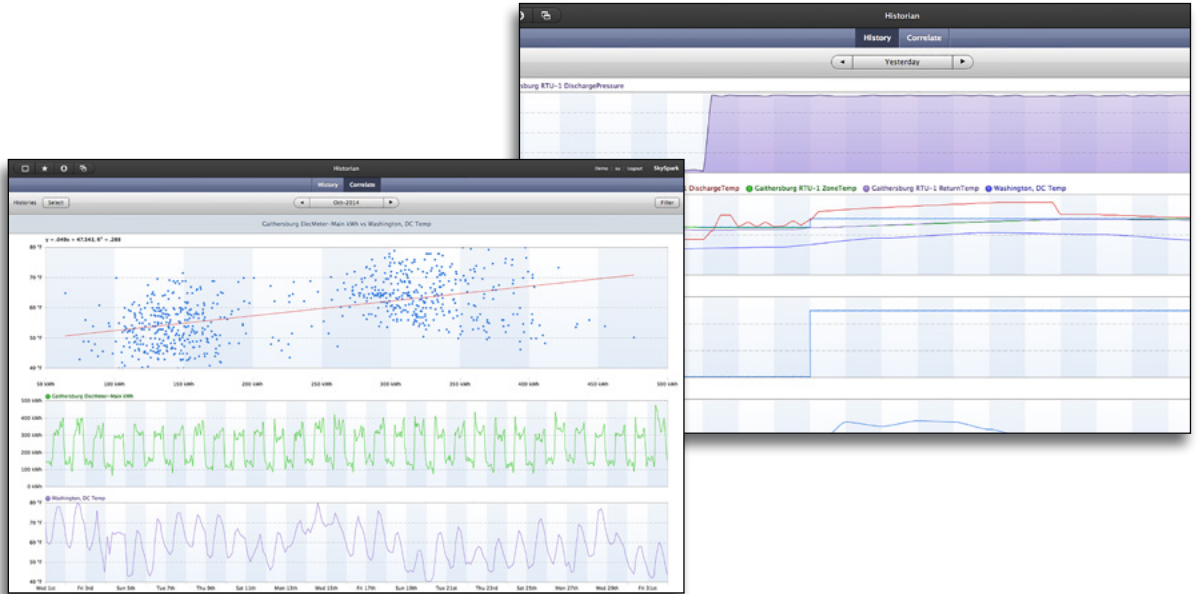 Historian
History Correlate
Yesterday
sburg RTU-1 DischargePressure
1 DischargeTemp Gaithersburg RTU-1 ZoneTemp Gaithersburg RTU-1 ReturnTemp Washington, DC Temp
Historian
Demo su Logout SkySpark
History Correlate
Histories Select
Oct-2014
Filter
Gaithersburg ElecMeter-Main kWh vs Washington, DC Temp
80 °F
70 °F
60 °F
50 °F
40 °F
50 kWh 100 kWh 150 kWh 200 kWh 250 kWh 300 kWh 350 kWh 400 kWh 450 kWh 500 kWh
Gaithersburg ElecMeter-Main kWh
500 kWh
400 kWh
300 kWh
200 kWh
100 kWh
0 kWh
Washington, DC Temp
80 °F
70 °F
60 °F
50 °F
40 °F
Wed 1st Fri 3rd Sun 5th Tue 7th Thu 9th Sat 11th Mon 13th Wed 15th Fri 17th Sun 19th Tue 21st Thu 23rd Sat 25th Mon 27th Wed 29th Fri 31st